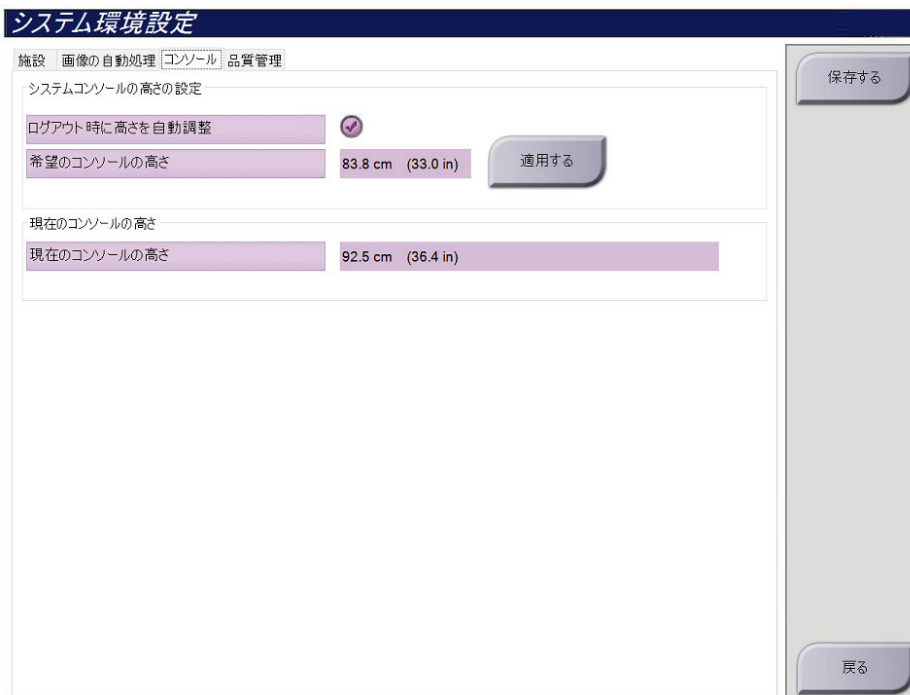 システム環境設定
施設 画像の自動処理 コンソール 品質管理
保存する
システムコンソールの高さの設定
ログアウト時に高さを自動調整
希望のコンソールの高さ 83.8 cm (33.0 in) 適用する
現在のコンソールの高さ
現在のコンソールの高さ 92.5 cm (36.4 in)
戻る